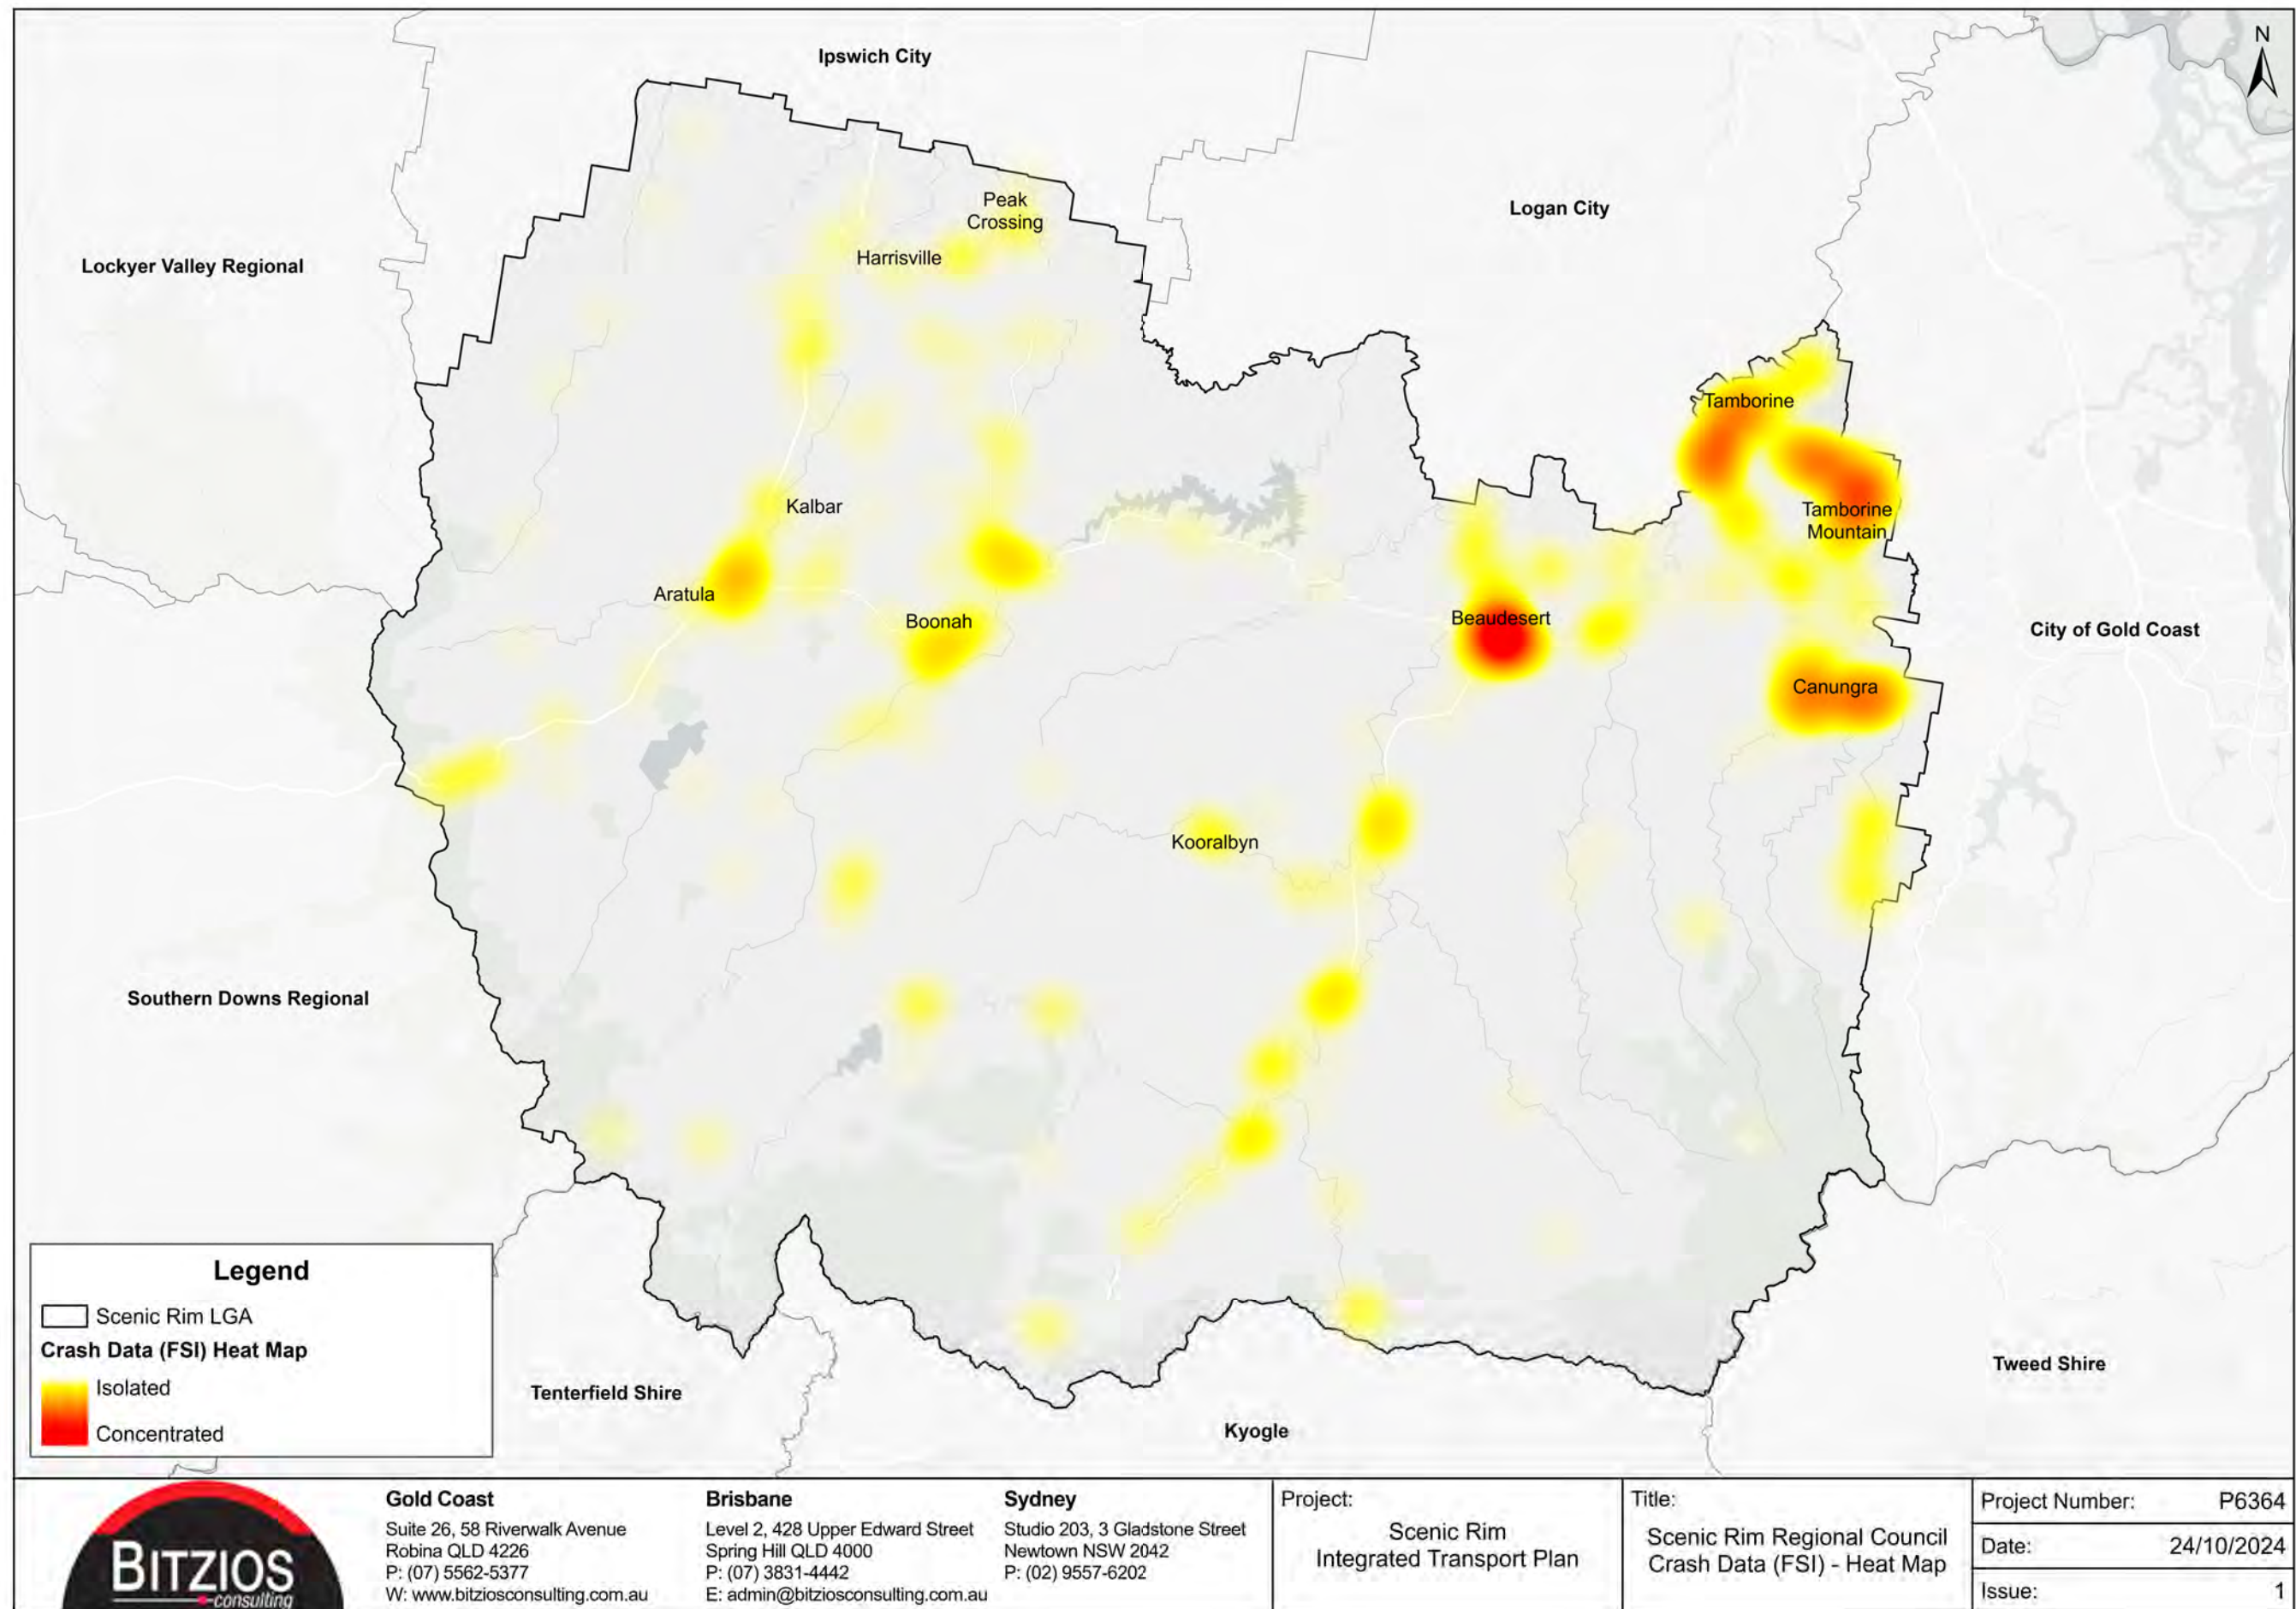 Ipswich City
N
Peak
Crossing
Logan City
Harrisville
Lockyer Valley Regional
Tamborine
Kalbar
Tamborine
Mountain
Aratula
Boonah
Beaudesert
City of Gold Coast
Canungra
Kooralbyn
Southern Downs Regional
Legend
Scenic Rim LGA
Crash Data (FSI) Heat Map
Isolated
Concentrated
Tenterfield Shire
Tweed Shire
Kyogle
BITZIOS
consulting
Gold Coast
Suite 26, 58 Riverwalk Avenue
Robina QLD 4226
P: (07) 5562-5377
W: www.bitziosconsulting.com.au
Brisbane
Level 2, 428 Upper Edward Street
Spring Hill QLD 4000
P: (07) 3831-4442
E: admin@bitziosconsulting.com.au
Sydney
Studio 203, 3 Gladstone Street
Newtown NSW 2042
P: (02) 9557-6202
Project:
Scenic Rim
Integrated Transport Plan
Title:
Scenic Rim Regional Council
Crash Data (FSI) - Heat Map
Project Number: P6364
Date: 24/10/2024
Issue: 1